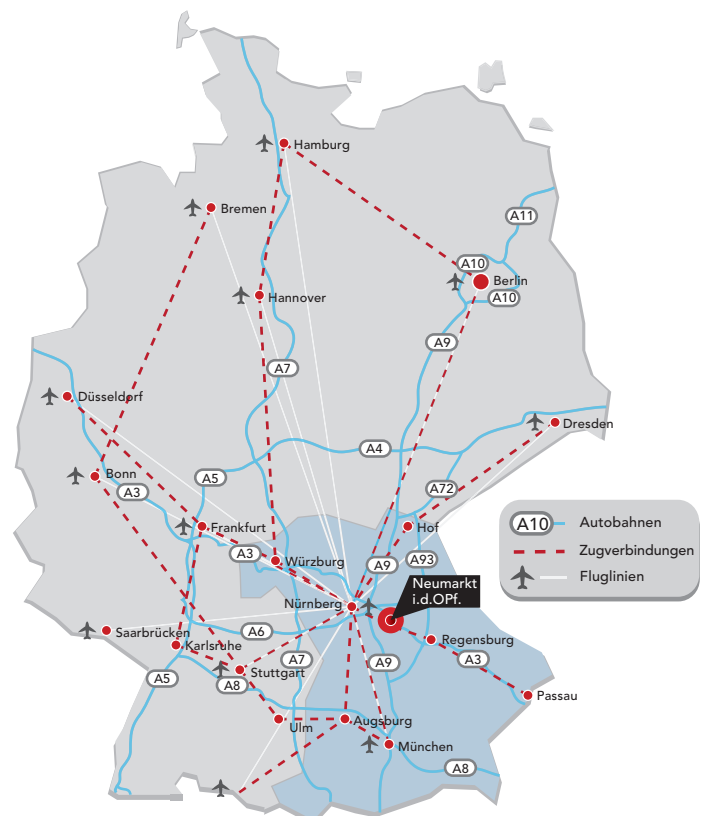 Hamburg
Bremen
A11
A10
Berlin
A10
Hannover
A9
A7
Düsseldorf
Dresden
A4
Bonn
A5
A3
A72
A10 Autobahnen
Zugverbindungen
Fluglinien
Frankfurt
Hof
A3
Würzburg
A9
A93
Neumarkt
i.d.OPf.
Nürnberg
Saarbrücken
A6
Karlsruhe
Regensburg
A7
A9
A3
A5
A8
Stuttgart
Passau
Ulm
Augsburg
München
A8